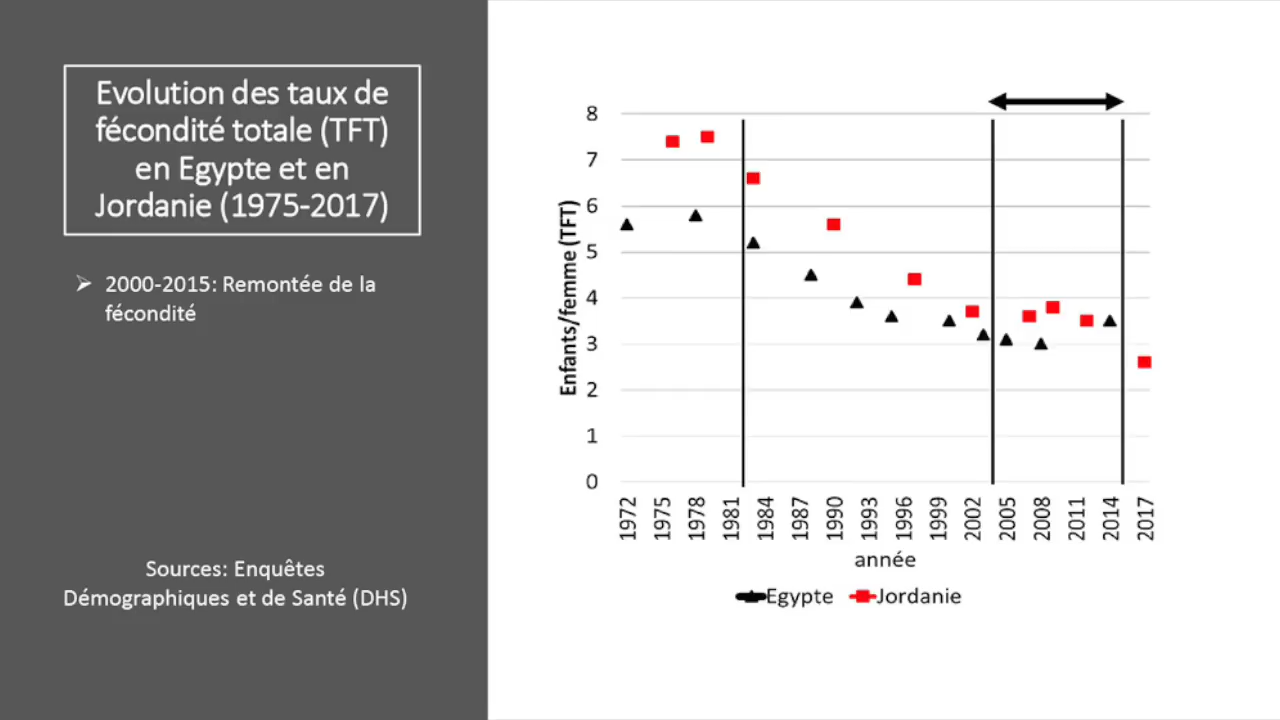 Evolution des taux de
fécondité totale (TFT)
en Egypte et en
Jordanie (1975-2017)
2000-2015: Remontée de la
fécondité
Sources: Enquêtes
Démographiques et de Santé (DHS)
Enfants/femme (TFT)
8
7
6
5
4
3
2
1
0
1972 1975 1978 1981 1984 1987 1990 1993 1996 1999 2002 2005 2008 2011 2014 2017
année
Egypte Jordanie